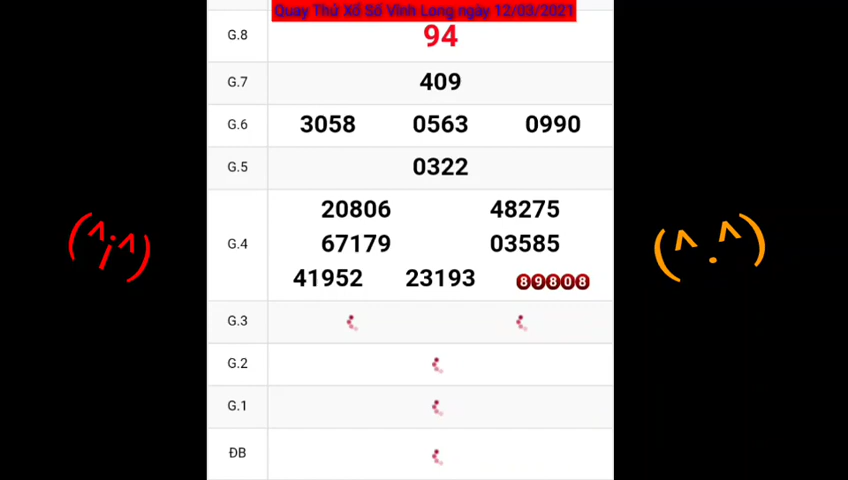 Quay Thử Xổ Số Vĩnh Long ngày 12/03/2021
G.8 94
G.7 409
G.6 3058 0563 0990
G.5 0322
20806 48275
G.4 67179 03585
41952 23193 89808
G.3
G.2
G.1
ĐB
(^¡^)
(^.^)